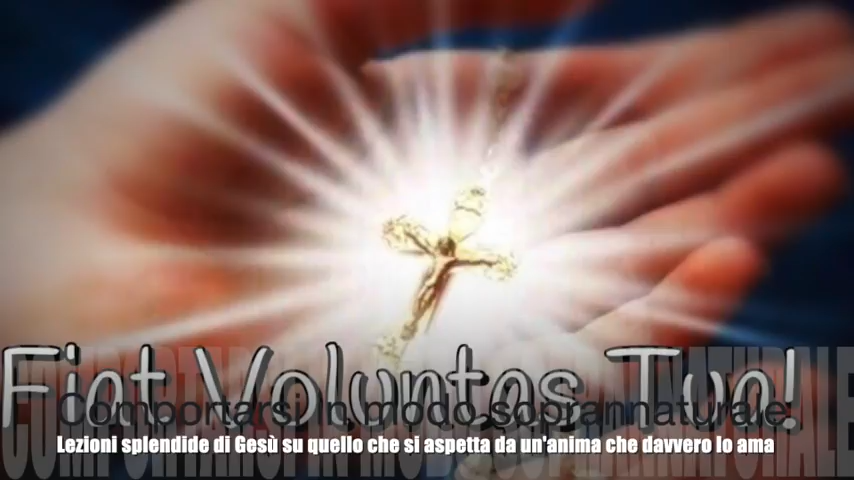 Fiat Voluntas Tua!
COMPORTARSI IN MODO SOPRANNATURALE
Comportarsi in modo soprannaturale
Lezioni splendide di Gesù su quello che si aspetta da un'anima che davvero lo ama